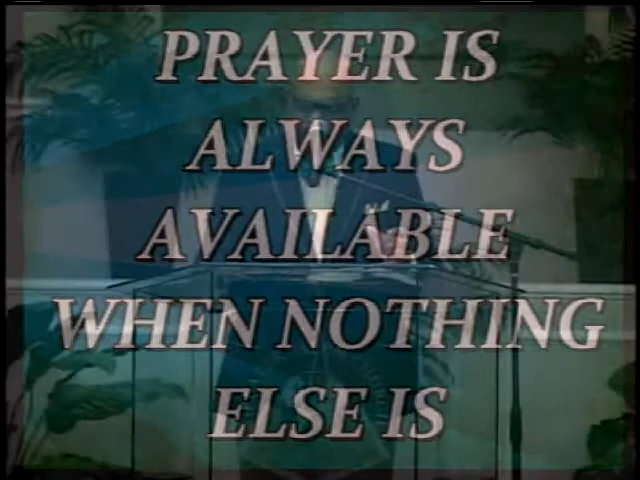 PRAYER IS
ALWAYS
AVAILABLE
WHEN NOTHING
ELSE IS